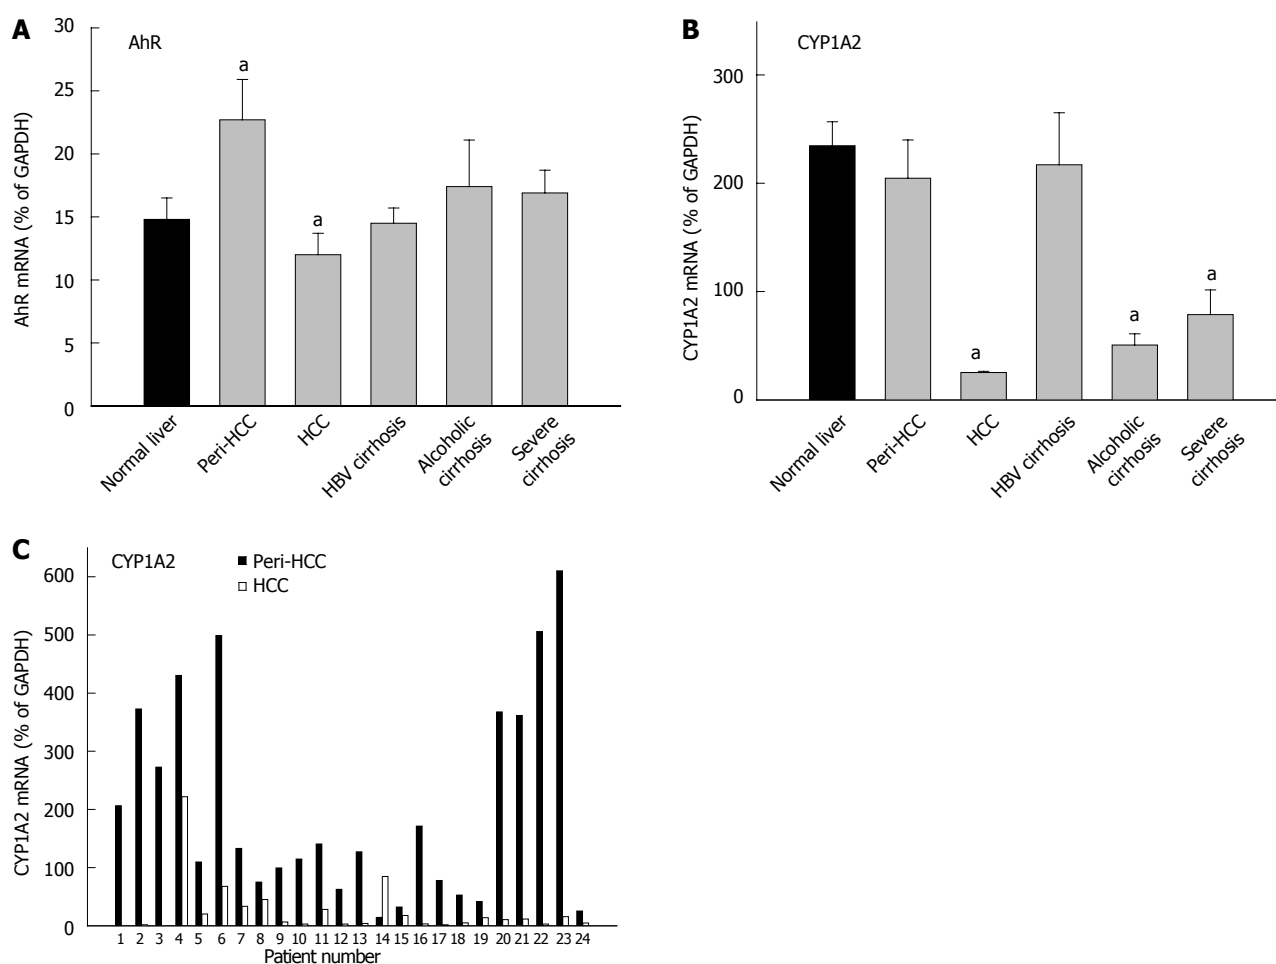 A
AhR
AhR mRNA (% of GAPDH)
30
25
20
15
10
5
0
a
a
Normal liver
Peri-HCC
HCC
HBV cirrhosis
Alcoholic
cirrhosis
Severe
cirrhosis
B
CYP1A2
CYP1A2 mRNA (% of GAPDH)
300
200
100
0
a
a
a
Normal liver
Peri-HCC
HCC
HBV cirrhosis
Alcoholic
cirrhosis
Severe
cirrhosis
C
CYP1A2
Peri-HCC
HCC
CYP1A2 mRNA (% of GAPDH)
600
500
400
300
200
100
0
1 2 3 4 5 6 7 8 9 10 11 12 13 14 15 16 17 18 19 20 21 22 23 24
Patient number